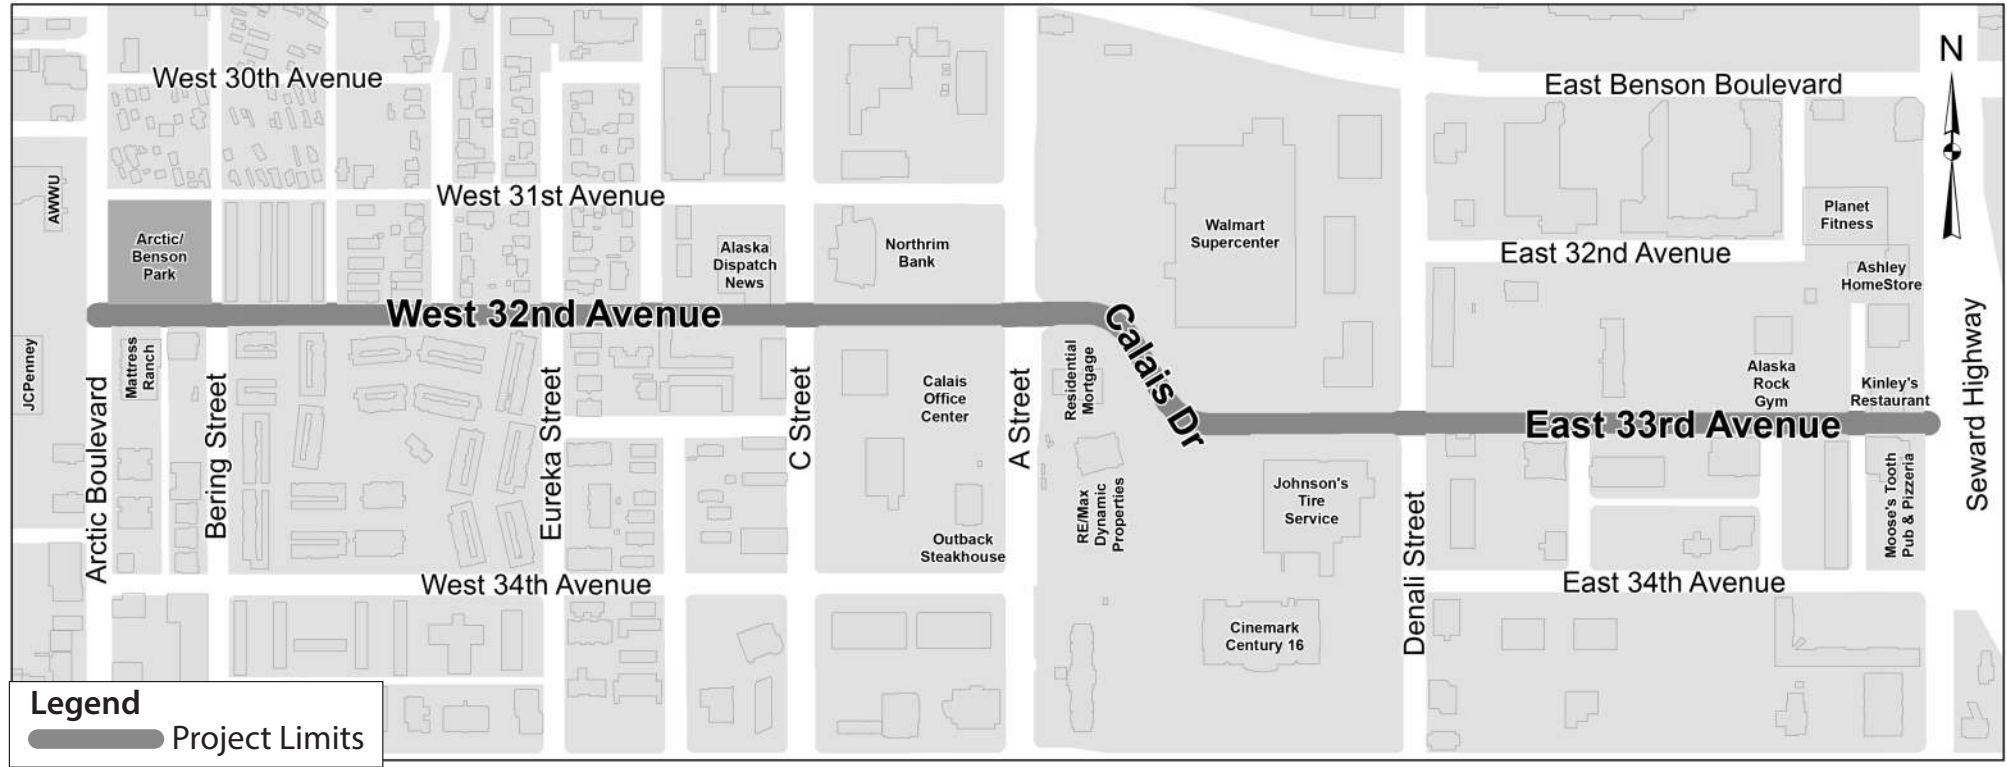 West 30th Avenue
East Benson Boulevard
N
AWWU
West 31st Avenue
Arctic/
Benson
Park
Alaska
Dispatch
News
Northrim
Bank
Walmart
Supercenter
Planet
Fitness
East 32nd Avenue
Ashley
HomeStore
West 32nd Avenue
Calais Dr
JCPenney
Mattress
Ranch
Arctic Boulevard
Bering Street
Eureka Street
C Street
Calais
Office
Center
A Street
Residential
Mortgage
Alaska
Rock
Gym
Kinley's
Restaurant
Seward Highway
East 33rd Avenue
Outback
Steakhouse
RE/Max
Dynamic
Properties
Johnson's
Tire
Service
Denali Street
Moose's Tooth
Pub & Pizzeria
West 34th Avenue
East 34th Avenue
Cinemark
Century 16
Legend
Project Limits